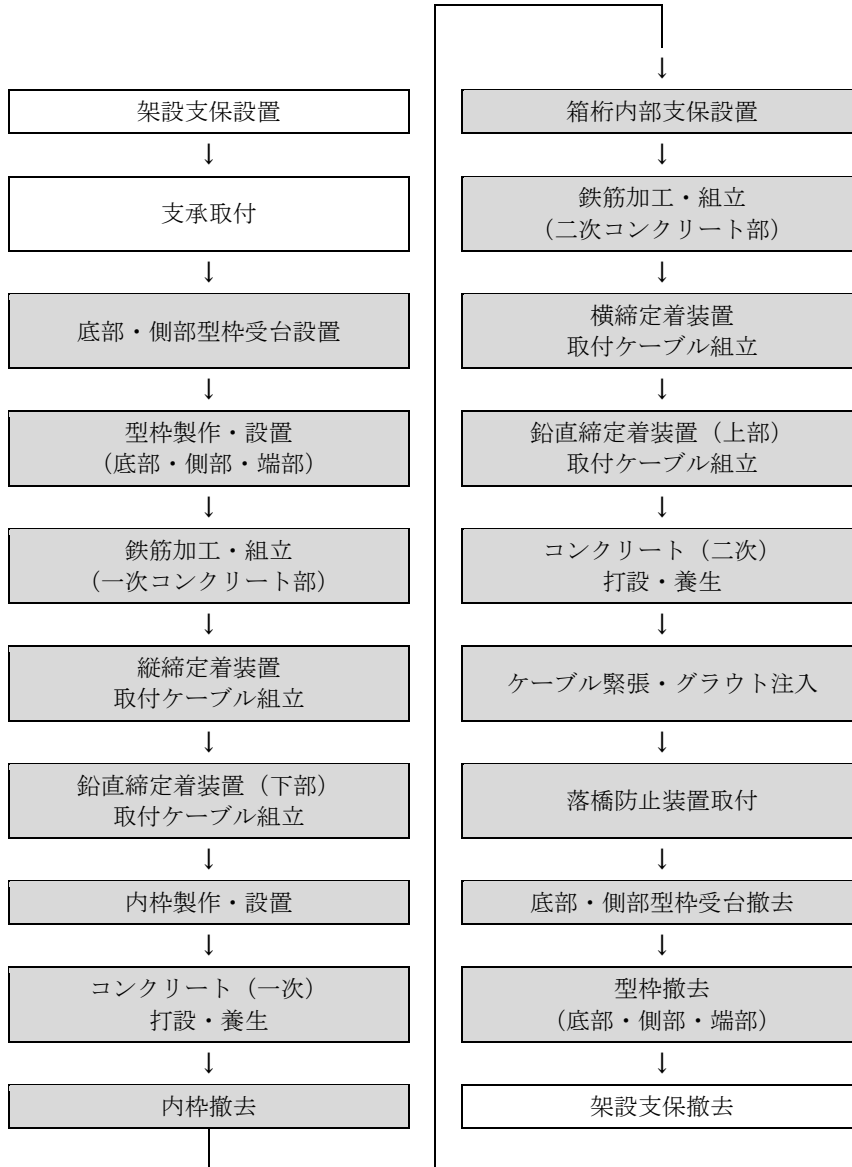 架設支保設置
↓
支承取付
↓
底部・側部型枠受台設置
↓
型枠製作・設置
（底部・側部・端部）
↓
鉄筋加工・組立
（一次コンクリート部）
↓
縦締定着装置
取付ケーブル組立
↓
鉛直締定着装置（下部）
取付ケーブル組立
↓
内枠製作・設置
↓
コンクリート（一次）
打設・養生
↓
内枠撤去
↓
箱桁内部支保設置
↓
鉄筋加工・組立
（二次コンクリート部）
↓
横締定着装置
取付ケーブル組立
↓
鉛直締定着装置（上部）
取付ケーブル組立
↓
コンクリート（二次）
打設・養生
↓
ケーブル緊張・グラウト注入
↓
落橋防止装置取付
↓
底部・側部型枠受台撤去
↓
型枠撤去
（底部・側部・端部）
↓
架設支保撤去